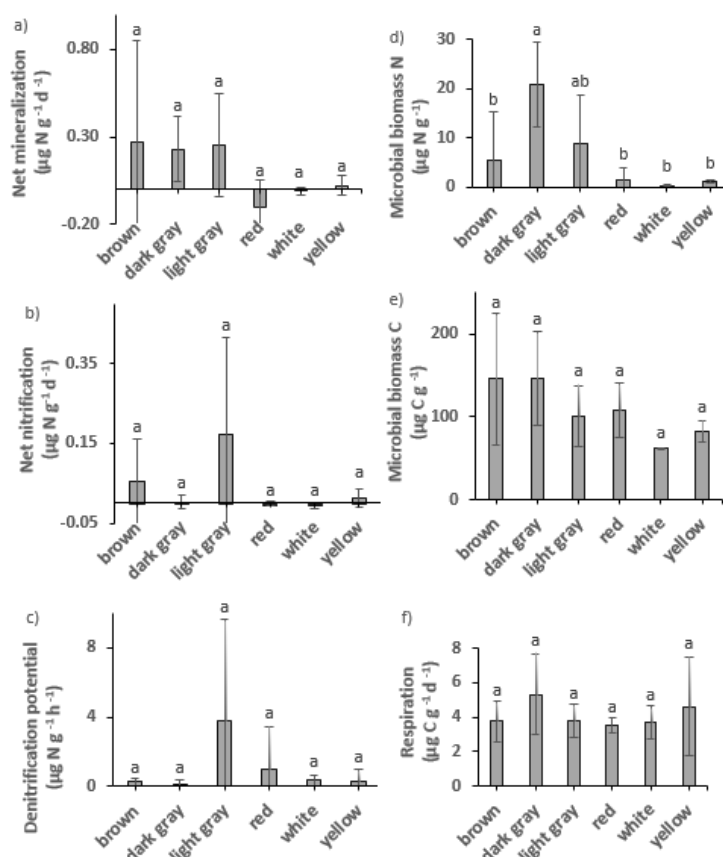 a)
Net mineralization
(µg N g⁻¹ d⁻¹)
0.80
0.30
-0.20
a
a
a
a
a
a
brown
dark gray
light gray
red
white
yellow
b)
Net nitrification
(µg N g⁻¹ d⁻¹)
0.35
0.15
-0.05
a
a
a
a
a
a
brown
dark gray
light gray
red
white
yellow
c)
Denitrification potential
(µg N g⁻¹ h⁻¹)
8
4
0
a
a
a
a
a
a
brown
dark gray
light gray
red
white
yellow
d)
Microbial biomass N
(µg N g⁻¹)
30
20
10
0
b
a
ab
b
b
b
brown
dark gray
light gray
red
white
yellow
e)
Microbial biomass C
(µg C g⁻¹)
200
100
0
a
a
a
a
a
a
brown
dark gray
light gray
red
white
yellow
f)
Respiration
(µg C g⁻¹ d⁻¹)
8
6
4
2
0
a
a
a
a
a
a
brown
dark gray
light gray
red
white
yellow